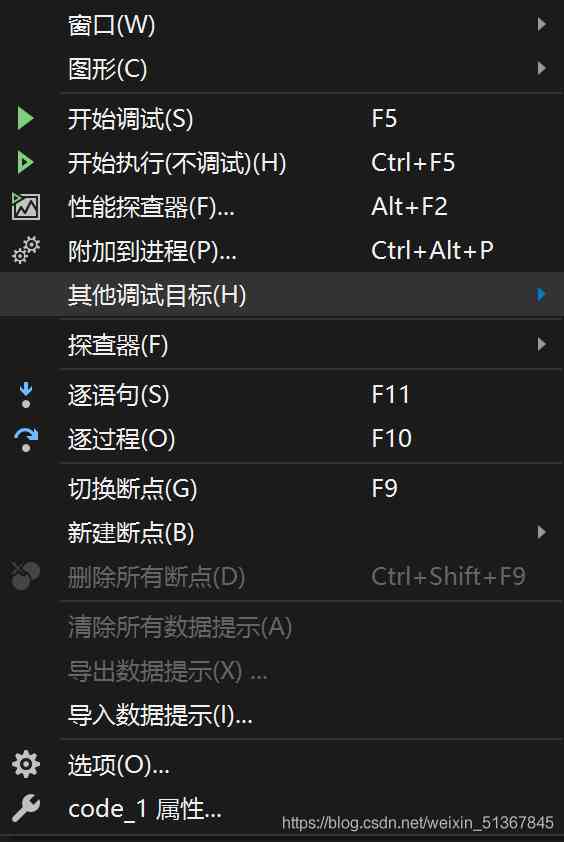 窗口(W)
图形(C)
开始调试(S) F5
开始执行(不调试)(H) Ctrl+F5
性能探查器(F)... Alt+F2
附加到进程(P)... Ctrl+Alt+P
其他调试目标(H)
探查器(F)
逐语句(S) F11
逐过程(O) F10
切换断点(G) F9
新建断点(B)
删除所有断点(D) Ctrl+Shift+F9
清除所有数据提示(A)
导出数据提示(X) ...
导入数据提示(I)...
选项(O)...
code_1 属性...
https://blog.csdn.net/weixin_51367845